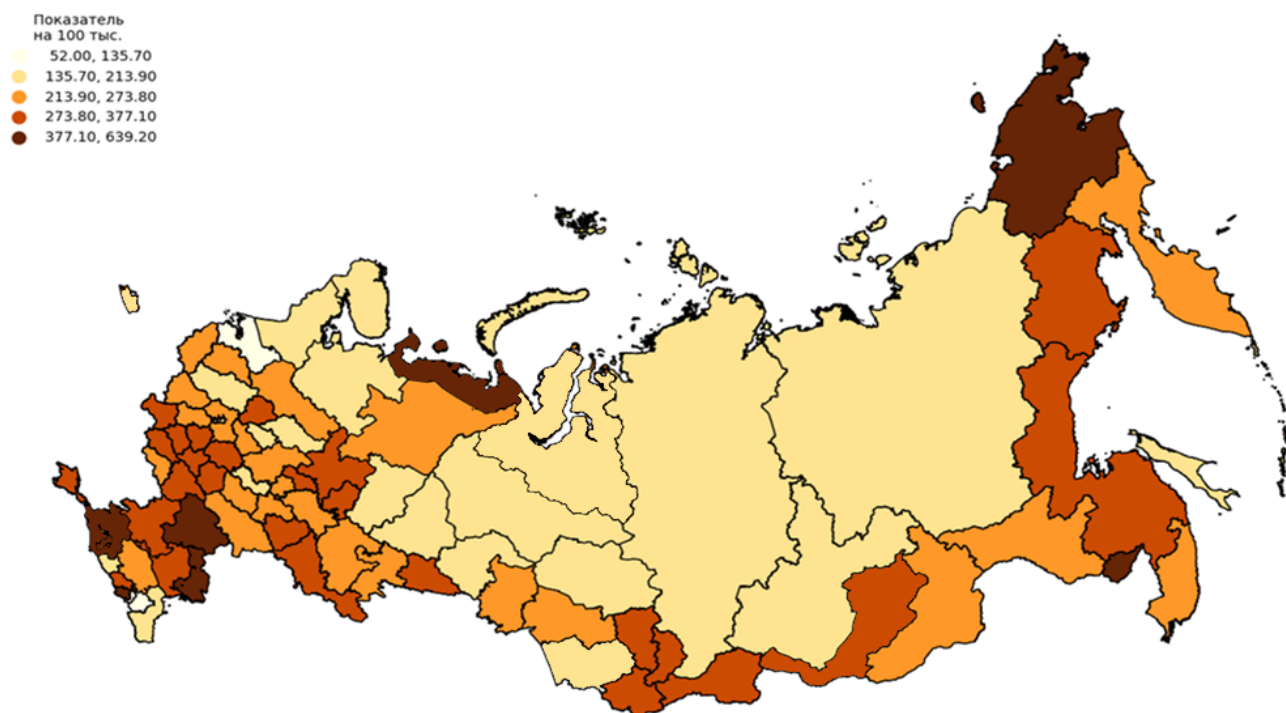 Показатель
на 100 тыс.
52.00, 135.70
135.70, 213.90
213.90, 273.80
273.80, 377.10
377.10, 639.20